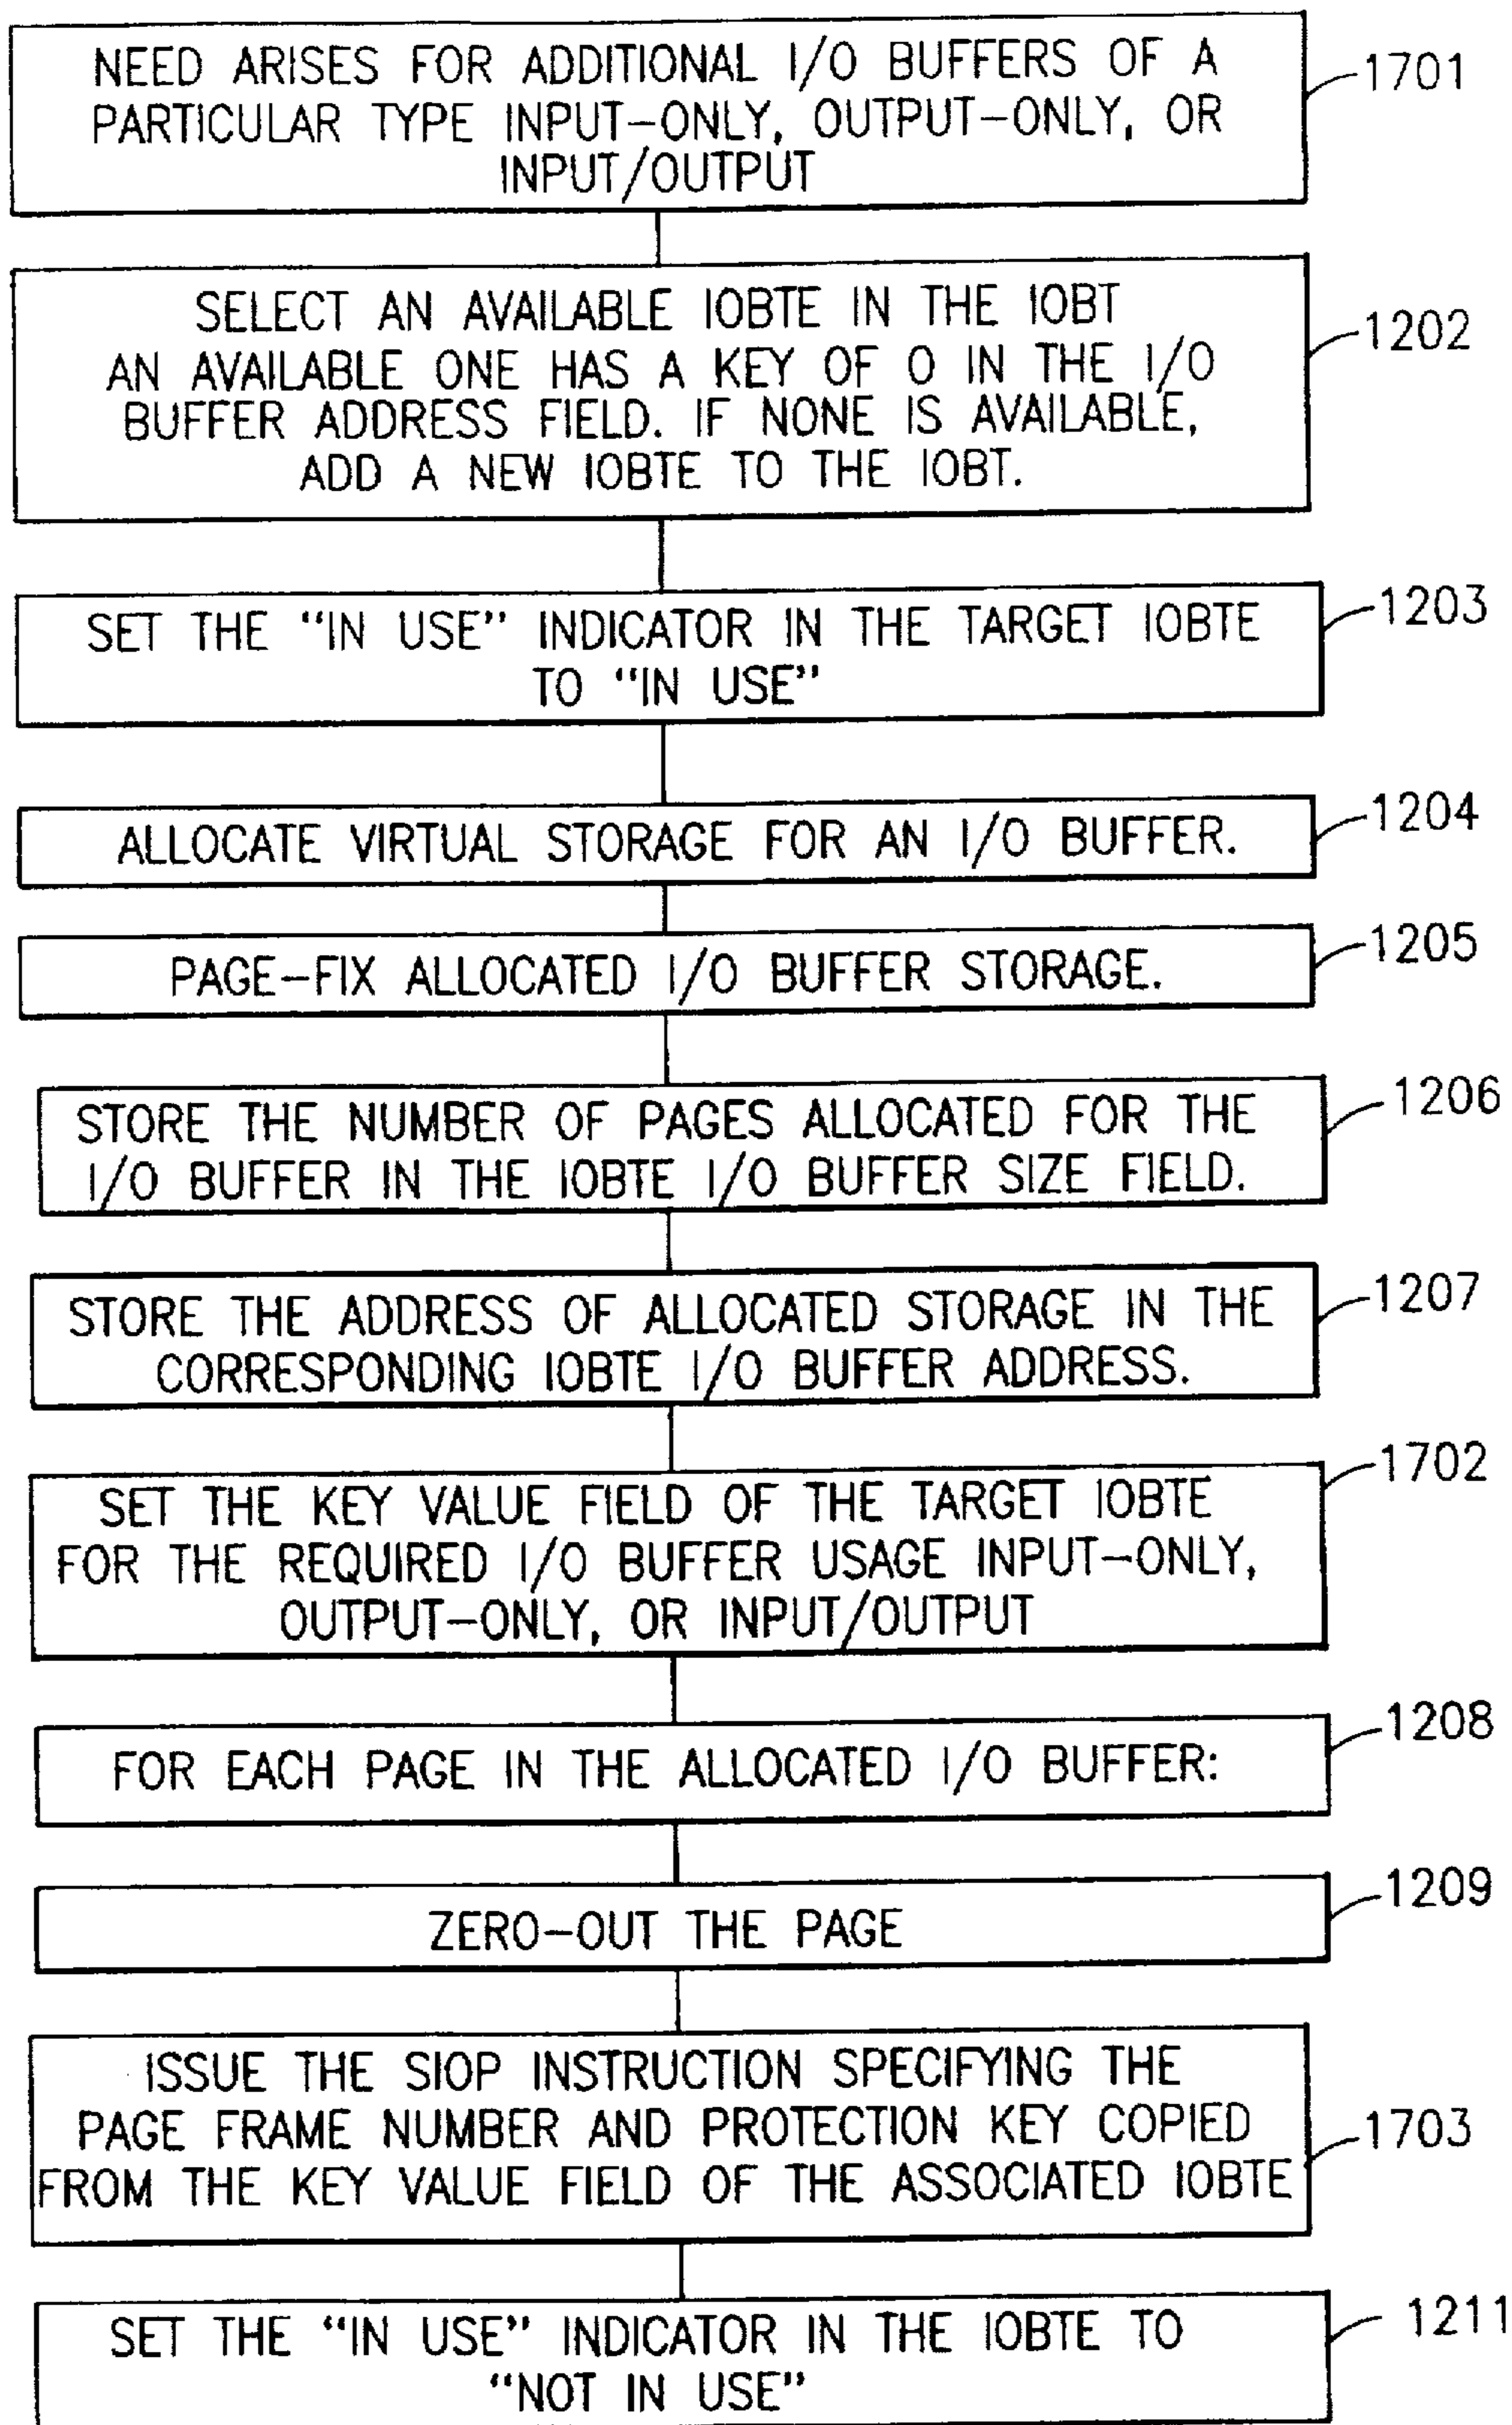 NEED ARISES FOR ADDITIONAL I/O BUFFERS OF A
PARTICULAR TYPE INPUT-ONLY, OUTPUT-ONLY, OR
INPUT/OUTPUT
1701
SELECT AN AVAILABLE IOBTE IN THE IOBT
AN AVAILABLE ONE HAS A KEY OF 0 IN THE I/O
BUFFER ADDRESS FIELD. IF NONE IS AVAILABLE,
ADD A NEW IOBTE TO THE IOBT.
1202
SET THE "IN USE" INDICATOR IN THE TARGET IOBTE
TO "IN USE"
1203
ALLOCATE VIRTUAL STORAGE FOR AN I/O BUFFER.
1204
PAGE-FIX ALLOCATED I/O BUFFER STORAGE.
1205
STORE THE NUMBER OF PAGES ALLOCATED FOR THE
I/O BUFFER IN THE IOBTE I/O BUFFER SIZE FIELD.
1206
STORE THE ADDRESS OF ALLOCATED STORAGE IN THE
CORRESPONDING IOBTE I/O BUFFER ADDRESS.
1207
SET THE KEY VALUE FIELD OF THE TARGET IOBTE
FOR THE REQUIRED I/O BUFFER USAGE INPUT-ONLY,
OUTPUT-ONLY, OR INPUT/OUTPUT
1702
FOR EACH PAGE IN THE ALLOCATED I/O BUFFER:
1208
ZERO-OUT THE PAGE
1209
ISSUE THE SIOP INSTRUCTION SPECIFYING THE
PAGE FRAME NUMBER AND PROTECTION KEY COPIED
FROM THE KEY VALUE FIELD OF THE ASSOCIATED IOBTE
1703
SET THE "IN USE" INDICATOR IN THE IOBTE TO
"NOT IN USE"
1211